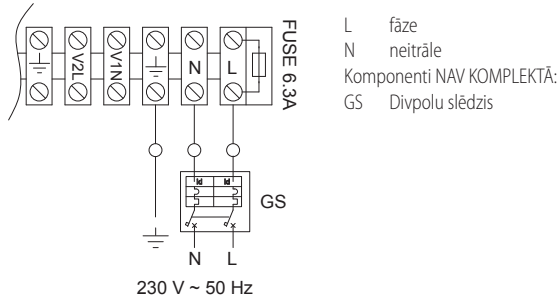 V2L
V1N
N
L
FUSE 6.3A
GS
N
L
230 V ~ 50 Hz
L fāze
N neitrāle
Komponenti NAV KOMPLEKTĀ:
GS Divpolu slēdzis